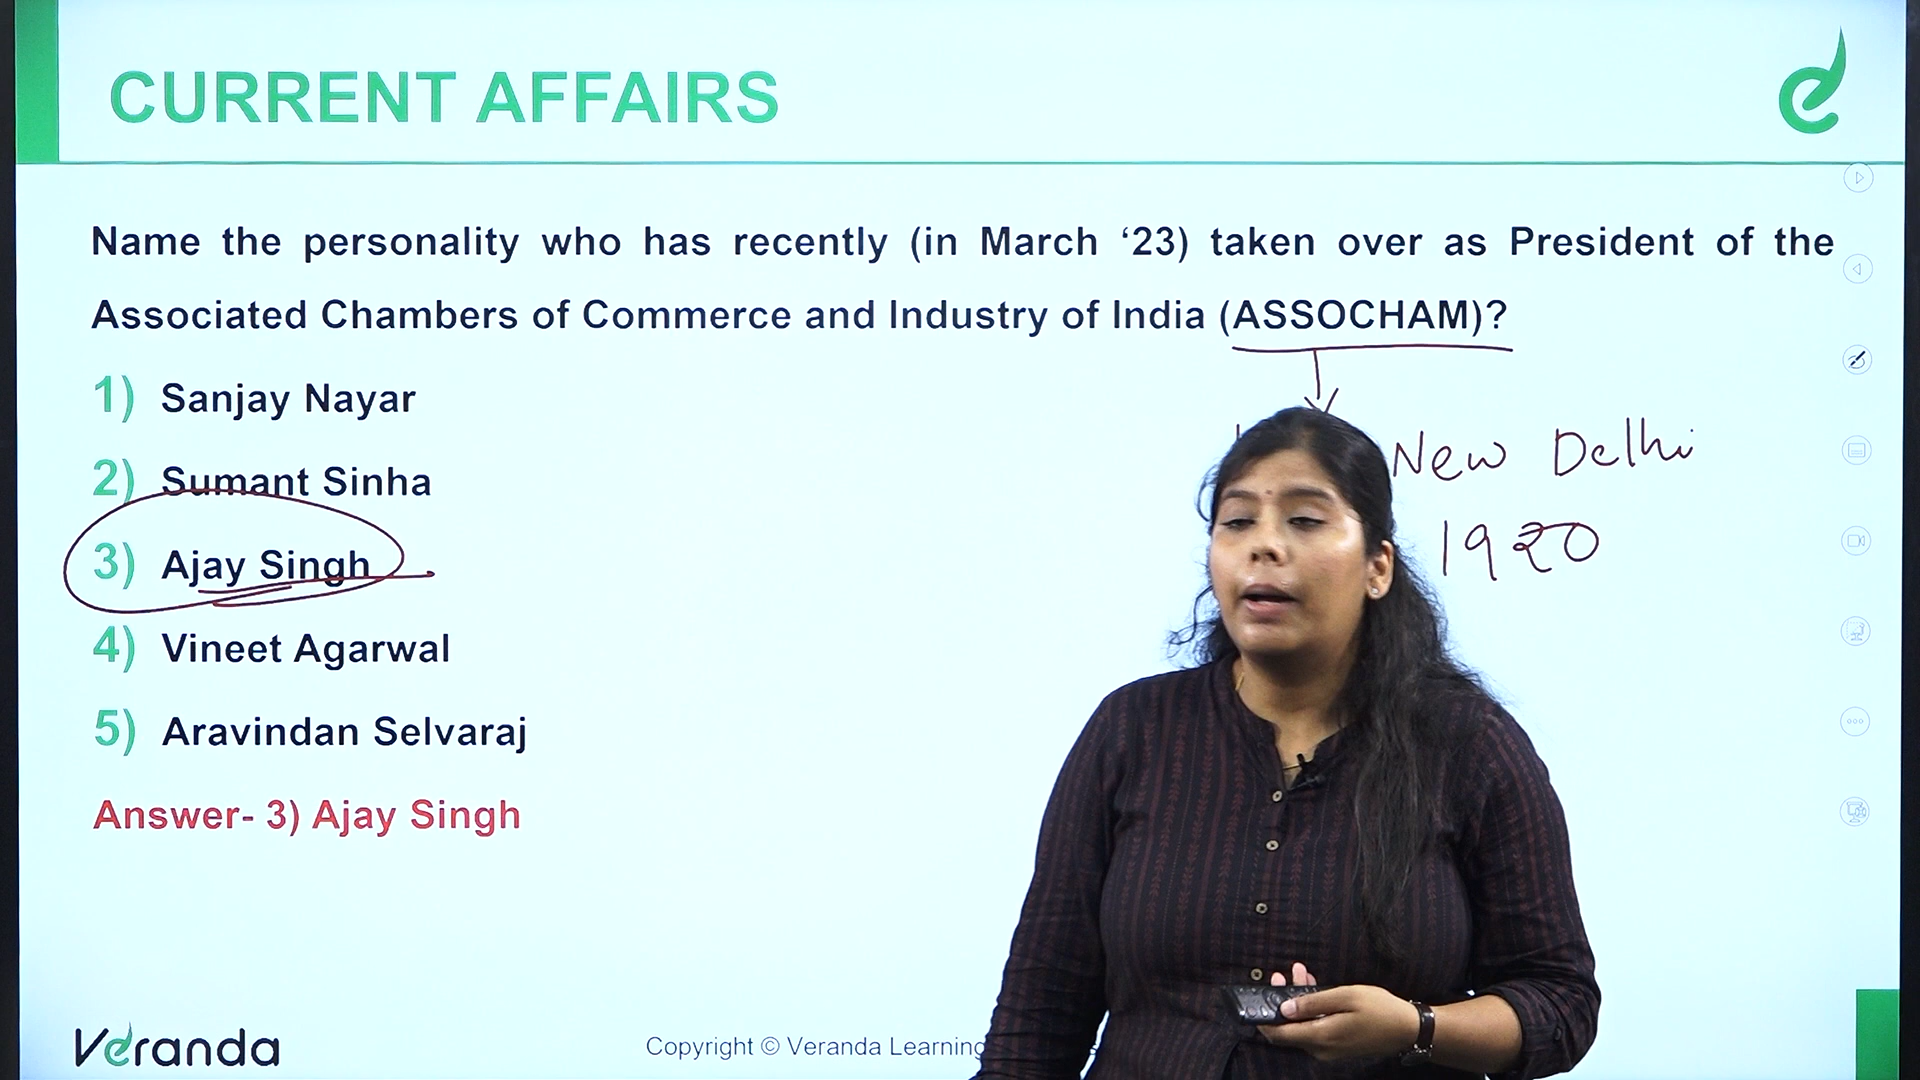 CURRENT AFFAIRS
Name the personality who has recently (in March ‘23) taken over as President of the
Associated Chambers of Commerce and Industry of India (ASSOCHAM)?
1) Sanjay Nayar
New Delhi
2) Sumant Sinha
1920
3) Ajay Singh
4) Vineet Agarwal
5) Aravindan Selvaraj
Answer- 3) Ajay Singh
Veranda
Copyright © Veranda Learning